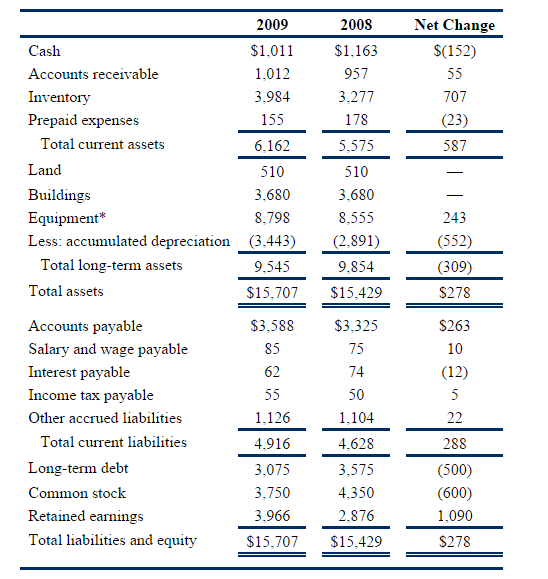 2009 2008 Net Change
Cash $1,011 $1,163 $(152)
Accounts receivable 1,012 957 55
Inventory 3,984 3,277 707
Prepaid expenses 155 178 (23)
Total current assets 6,162 5,575 587
Land 510 510 —
Buildings 3,680 3,680 —
Equipment* 8,798 8,555 243
Less: accumulated depreciation (3,443) (2,891) (552)
Total long-term assets 9,545 9,854 (309)
Total assets $15,707 $15,429 $278
Accounts payable $3,588 $3,325 $263
Salary and wage payable 85 75 10
Interest payable 62 74 (12)
Income tax payable 55 50 5
Other accrued liabilities 1,126 1,104 22
Total current liabilities 4,916 4,628 288
Long-term debt 3,075 3,575 (500)
Common stock 3,750 4,350 (600)
Retained earnings 3,966 2,876 1,090
Total liabilities and equity $15,707 $15,429 $278